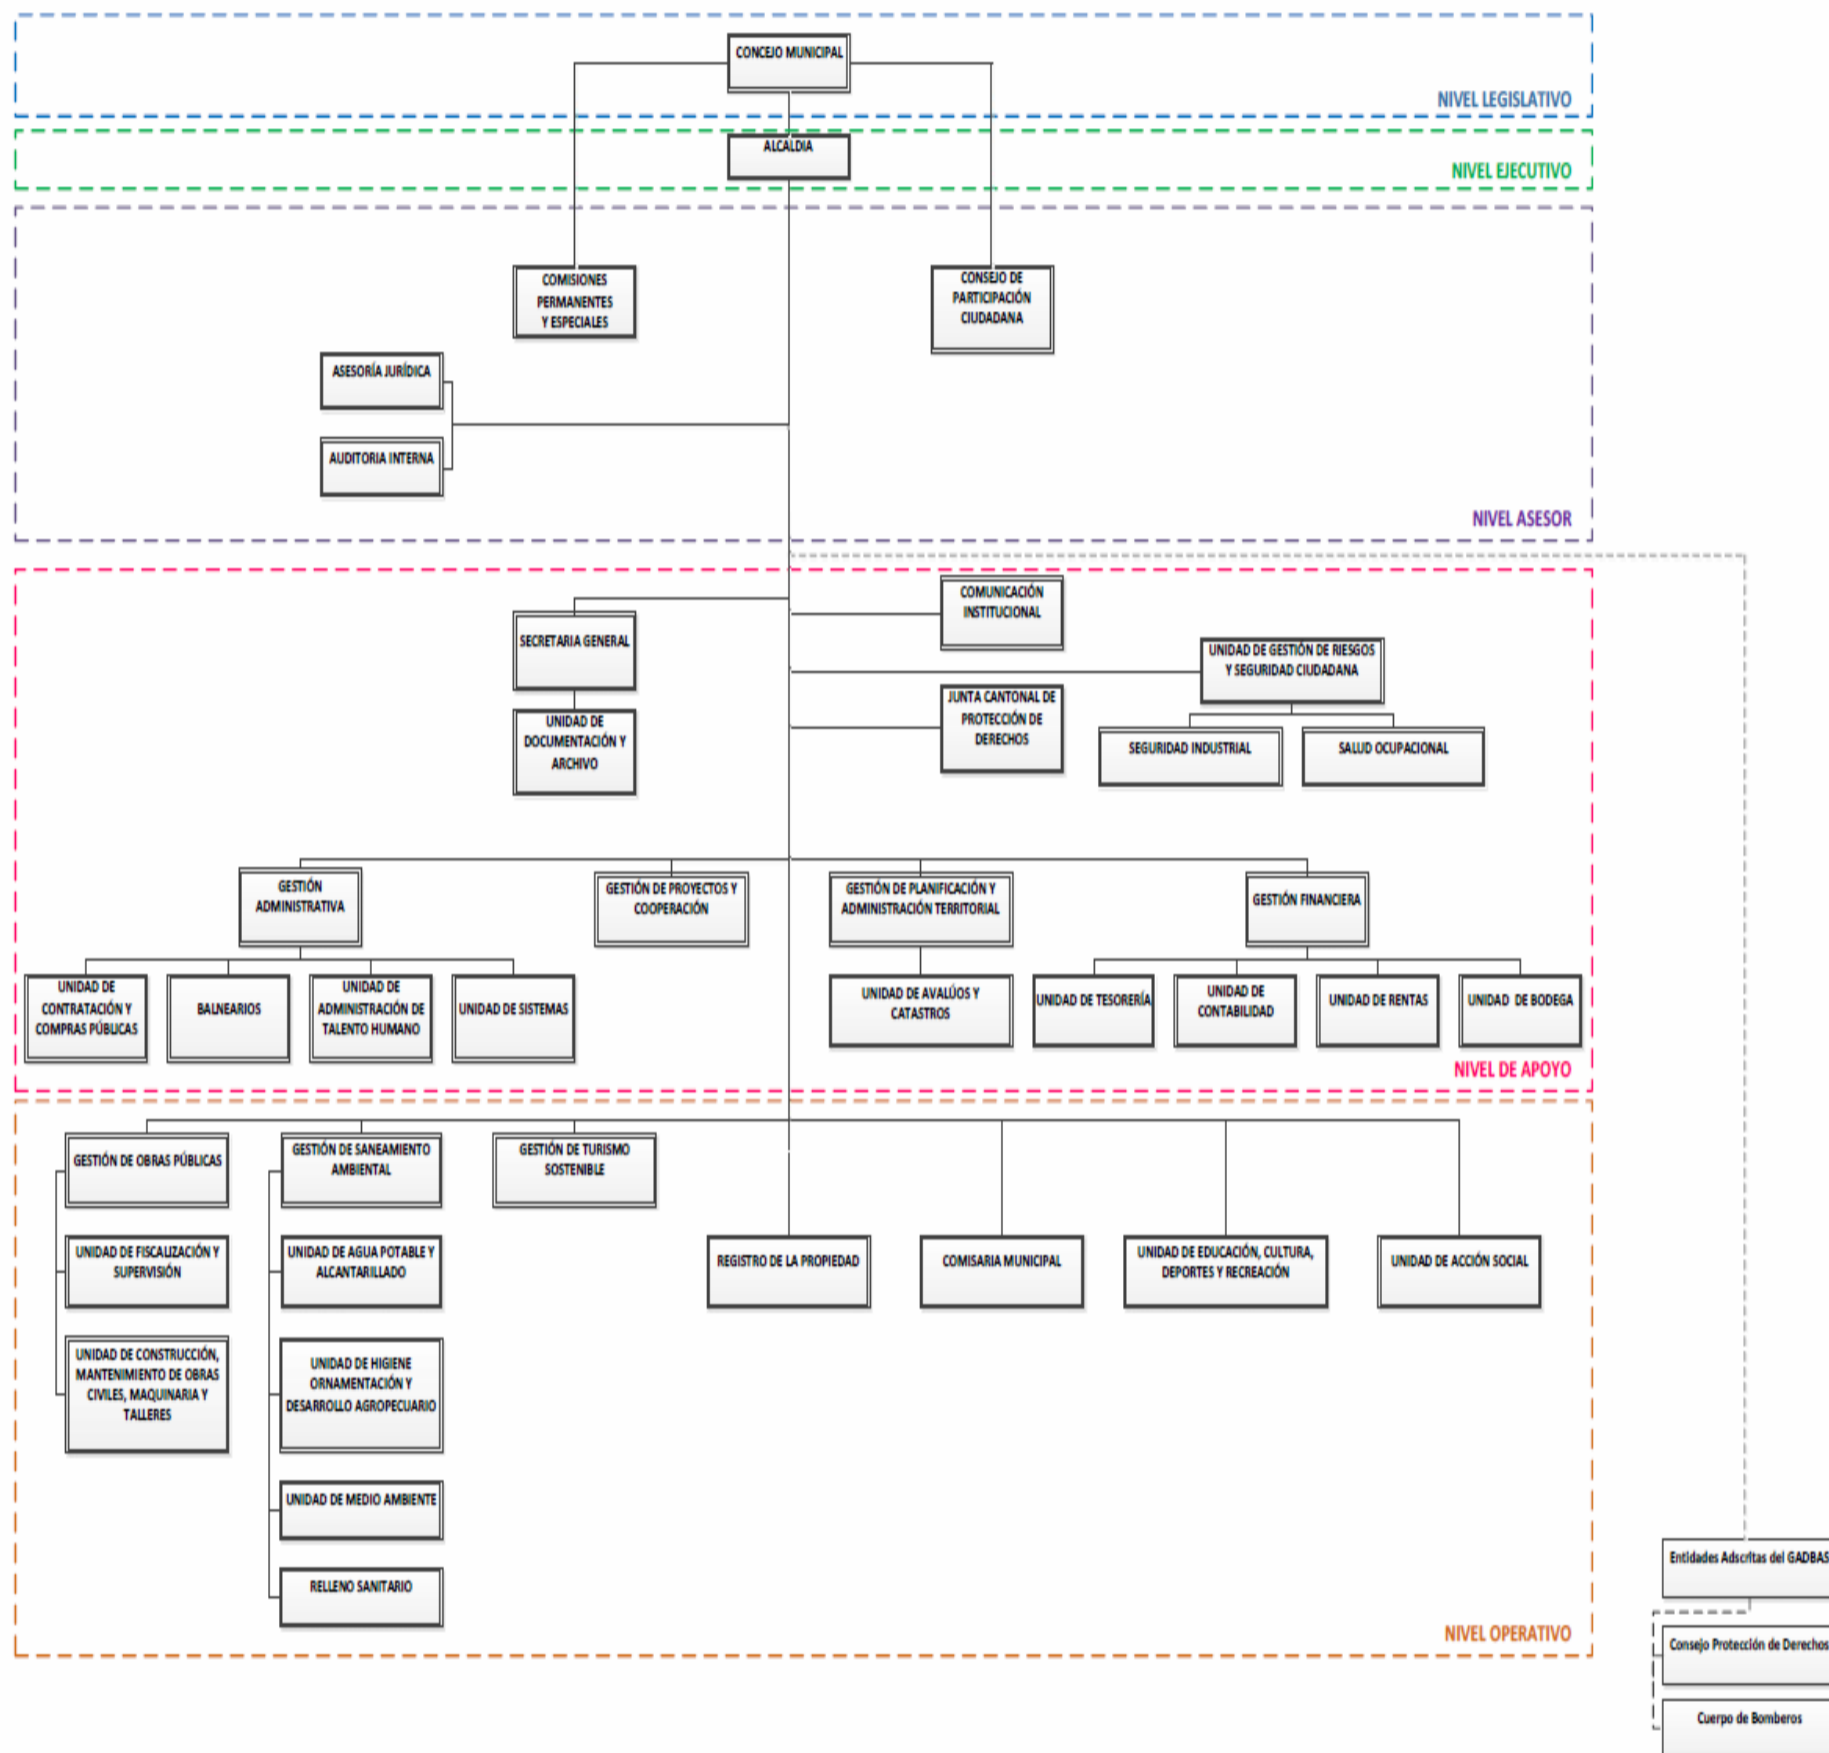 CONCEJO MUNICIPAL
NIVEL LEGISLATIVO
ALCALDIA
NIVEL EJECUTIVO
COMISIONES
PERMANENTES
Y ESPECIALES
CONSEJO DE
PARTICIPACIÓN
CIUDADANA
ASESORÍA JURÍDICA
AUDITORIA INTERNA
NIVEL ASESOR
COMUNICACIÓN
INSTITUCIONAL
SECRETARIA GENERAL
UNIDAD DE GESTIÓN DE RIESGOS
Y SEGURIDAD CIUDADANA
JUNTA CANTONAL DE
PROTECCIÓN DE
DERECHOS
UNIDAD DE
DOCUMENTACIÓN Y
ARCHIVO
SEGURIDAD INDUSTRIAL
SALUD OCUPACIONAL
GESTIÓN
ADMINISTRATIVA
GESTIÓN DE PROYECTOS Y
COOPERACIÓN
GESTIÓN DE PLANIFICACIÓN Y
ADMINISTRACIÓN TERRITORIAL
GESTIÓN FINANCIERA
UNIDAD DE
CONTRATACIÓN Y
COMPRAS PÚBLICAS
BALNEARIOS
UNIDAD DE
ADMINISTRACIÓN DE
TALENTO HUMANO
UNIDAD DE SISTEMAS
UNIDAD DE AVALÚOS Y
CATASTROS
UNIDAD DE TESORERÍA
UNIDAD DE
CONTABILIDAD
UNIDAD DE RENTAS
UNIDAD DE BODEGA
NIVEL DE APOYO
GESTIÓN DE OBRAS PÚBLICAS
GESTIÓN DE SANEAMIENTO
AMBIENTAL
GESTIÓN DE TURISMO
SOSTENIBLE
UNIDAD DE FISCALIZACIÓN Y
SUPERVISIÓN
UNIDAD DE AGUA POTABLE Y
ALCANTARILLADO
REGISTRO DE LA PROPIEDAD
COMISARIA MUNICIPAL
UNIDAD DE EDUCACIÓN, CULTURA,
DEPORTES Y RECREACIÓN
UNIDAD DE ACCIÓN SOCIAL
UNIDAD DE CONSTRUCCIÓN,
MANTENIMIENTO DE OBRAS
CIVILES, MAQUINARIA Y
TALLERES
UNIDAD DE HIGIENE
ORNAMENTACIÓN Y
DESARROLLO AGROPECUARIO
UNIDAD DE MEDIO AMBIENTE
RELLENO SANITARIO
NIVEL OPERATIVO
Entidades Adscritas del GADBAS
Consejo Protección de Derechos
Cuerpo de Bomberos